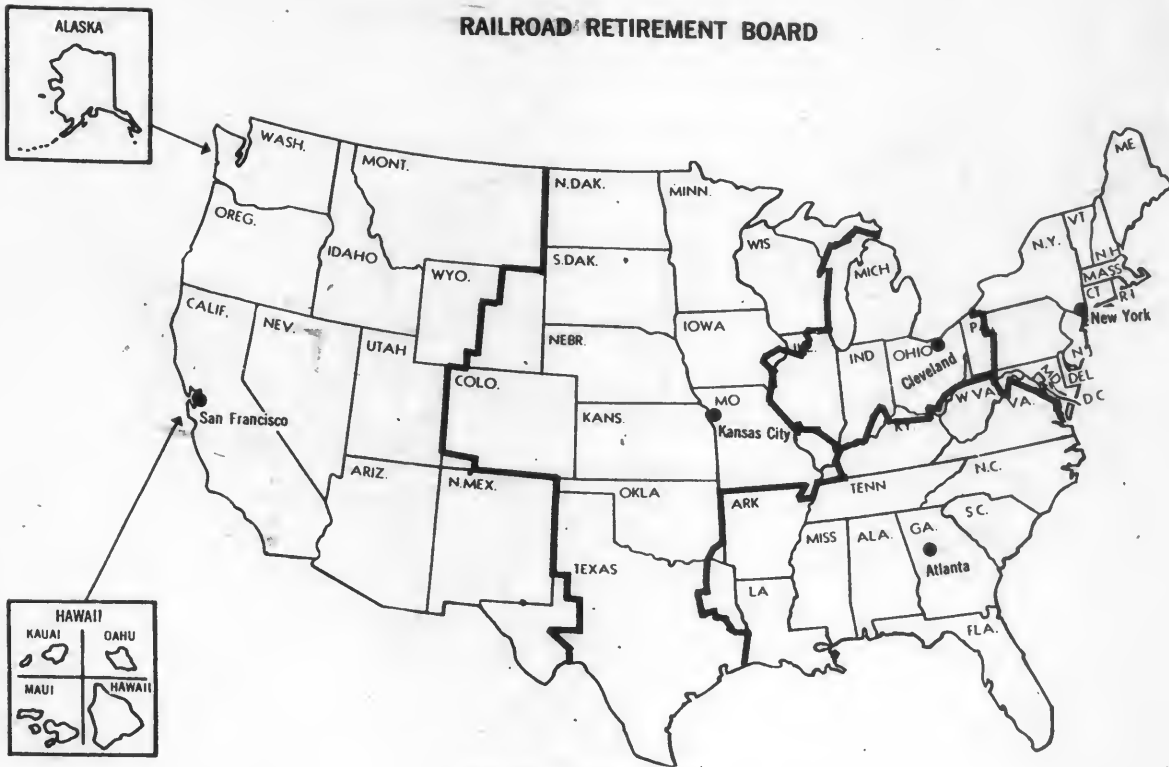 RAILROAD RETIREMENT BOARD
ALASKA
WASH.
MONT.
N.DAK.
MINN.
ME
OREG.
IDAHO
WYO.
S.DAK.
WIS
MICH
N.Y.
VT
N.H
MASS
CT
R I
New York
CALIF.
NEV.
UTAH
COLO.
NEBR.
IOWA
IND
OHIO
Cleveland
PA
N
DEL
D C
W VA
VA.
San Francisco
KANS.
MO
Kansas City
KY
ARIZ.
N.MEX.
OKLA
ARK
TENN
N.C.
S.C.
MISS
ALA.
GA.
Atlanta
TEXAS
LA
FLA.
HAWAII
KAUAI
OAHU
MAUI
HAWAII